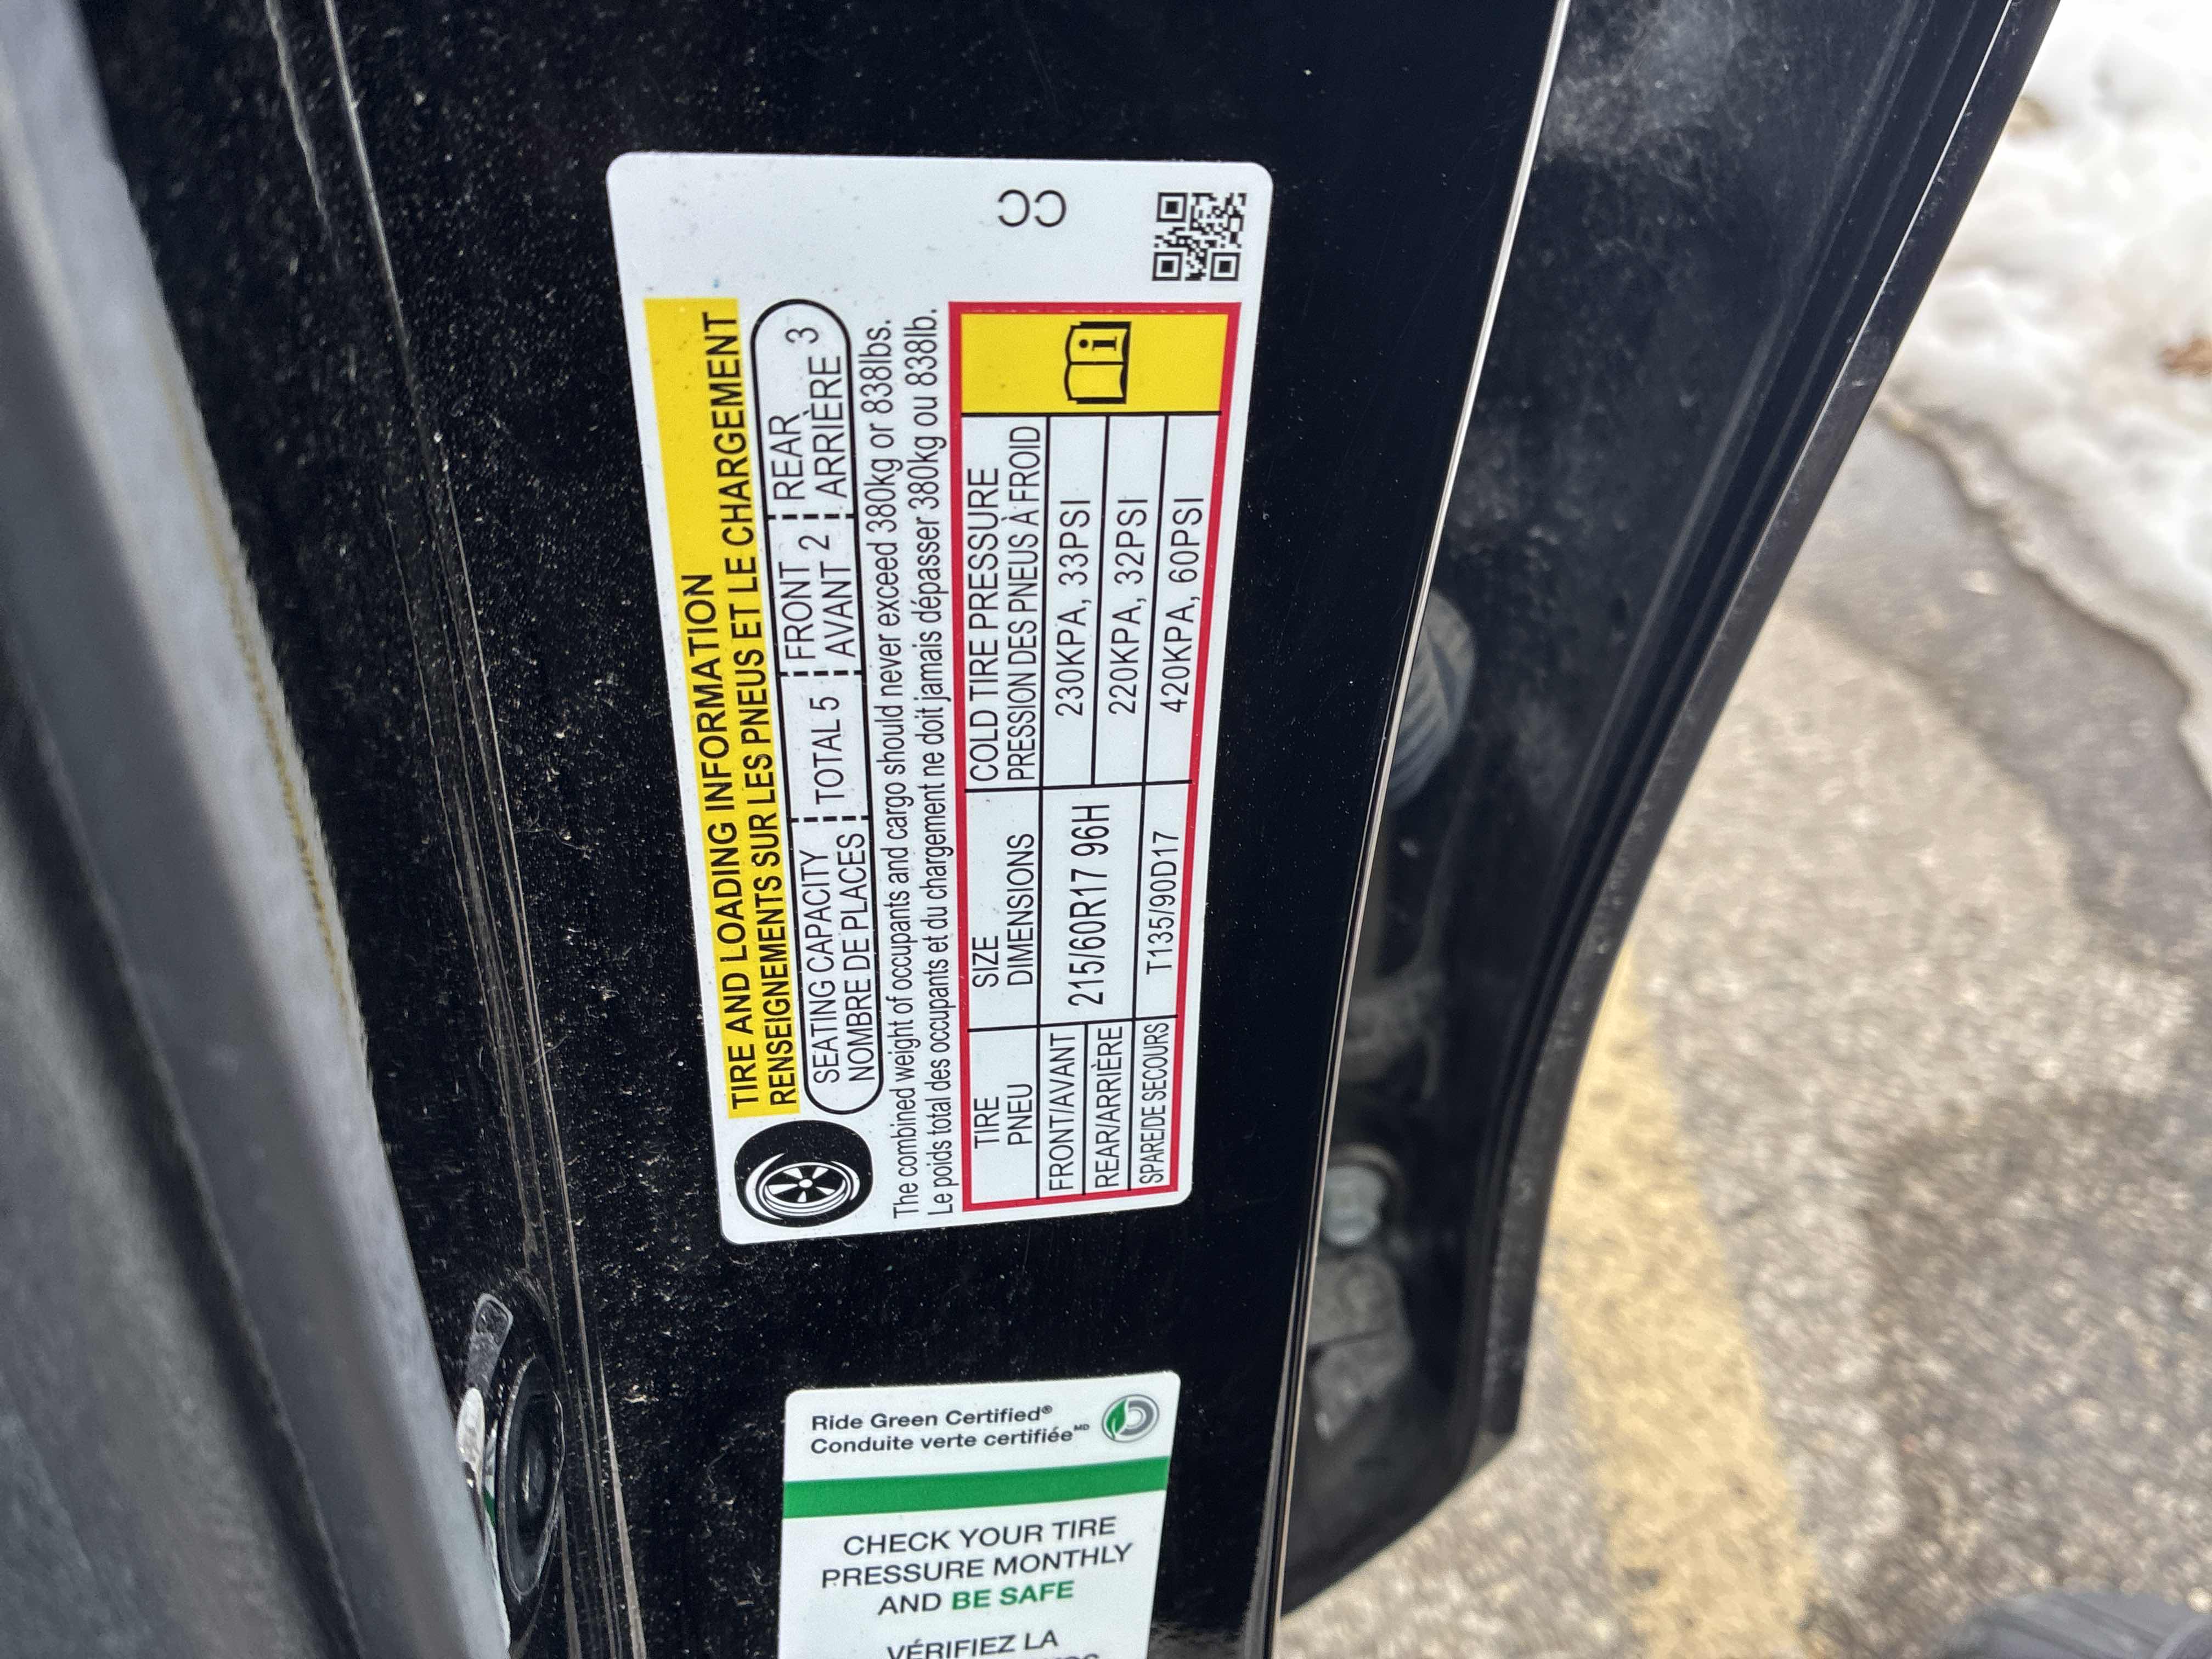 TIRE AND LOADING INFORMATION
RENSEIGNEMENTS SUR LES PNEUS ET LE CHARGEMENT
SEATING CAPACITY TOTAL 5 FRONT 2 REAR 3
NOMBRE DE PLACES AVANT ARRIÈRE
The combined weight of occupants and cargo should never exceed 380kg or 838lbs.
Le poids total des occupants et du chargement ne doit jamais dépasser 380kg ou 838lb.
TIRE SIZE COLD TIRE PRESSURE
PNEU DIMENSIONS PRESSION DES PNEUS À FROID
FRONT/AVANT 215/60R17 96H 230KPA, 33PSI
REAR/ARRIÈRE 220KPA, 32PSI
SPARE/DE SECOURS T135/90D17 420KPA, 60PSI
CC
Ride Green Certified®
Conduite verte certifiée MD
CHECK YOUR TIRE
PRESSURE MONTHLY
AND BE SAFE
VÉRIFIEZ LA